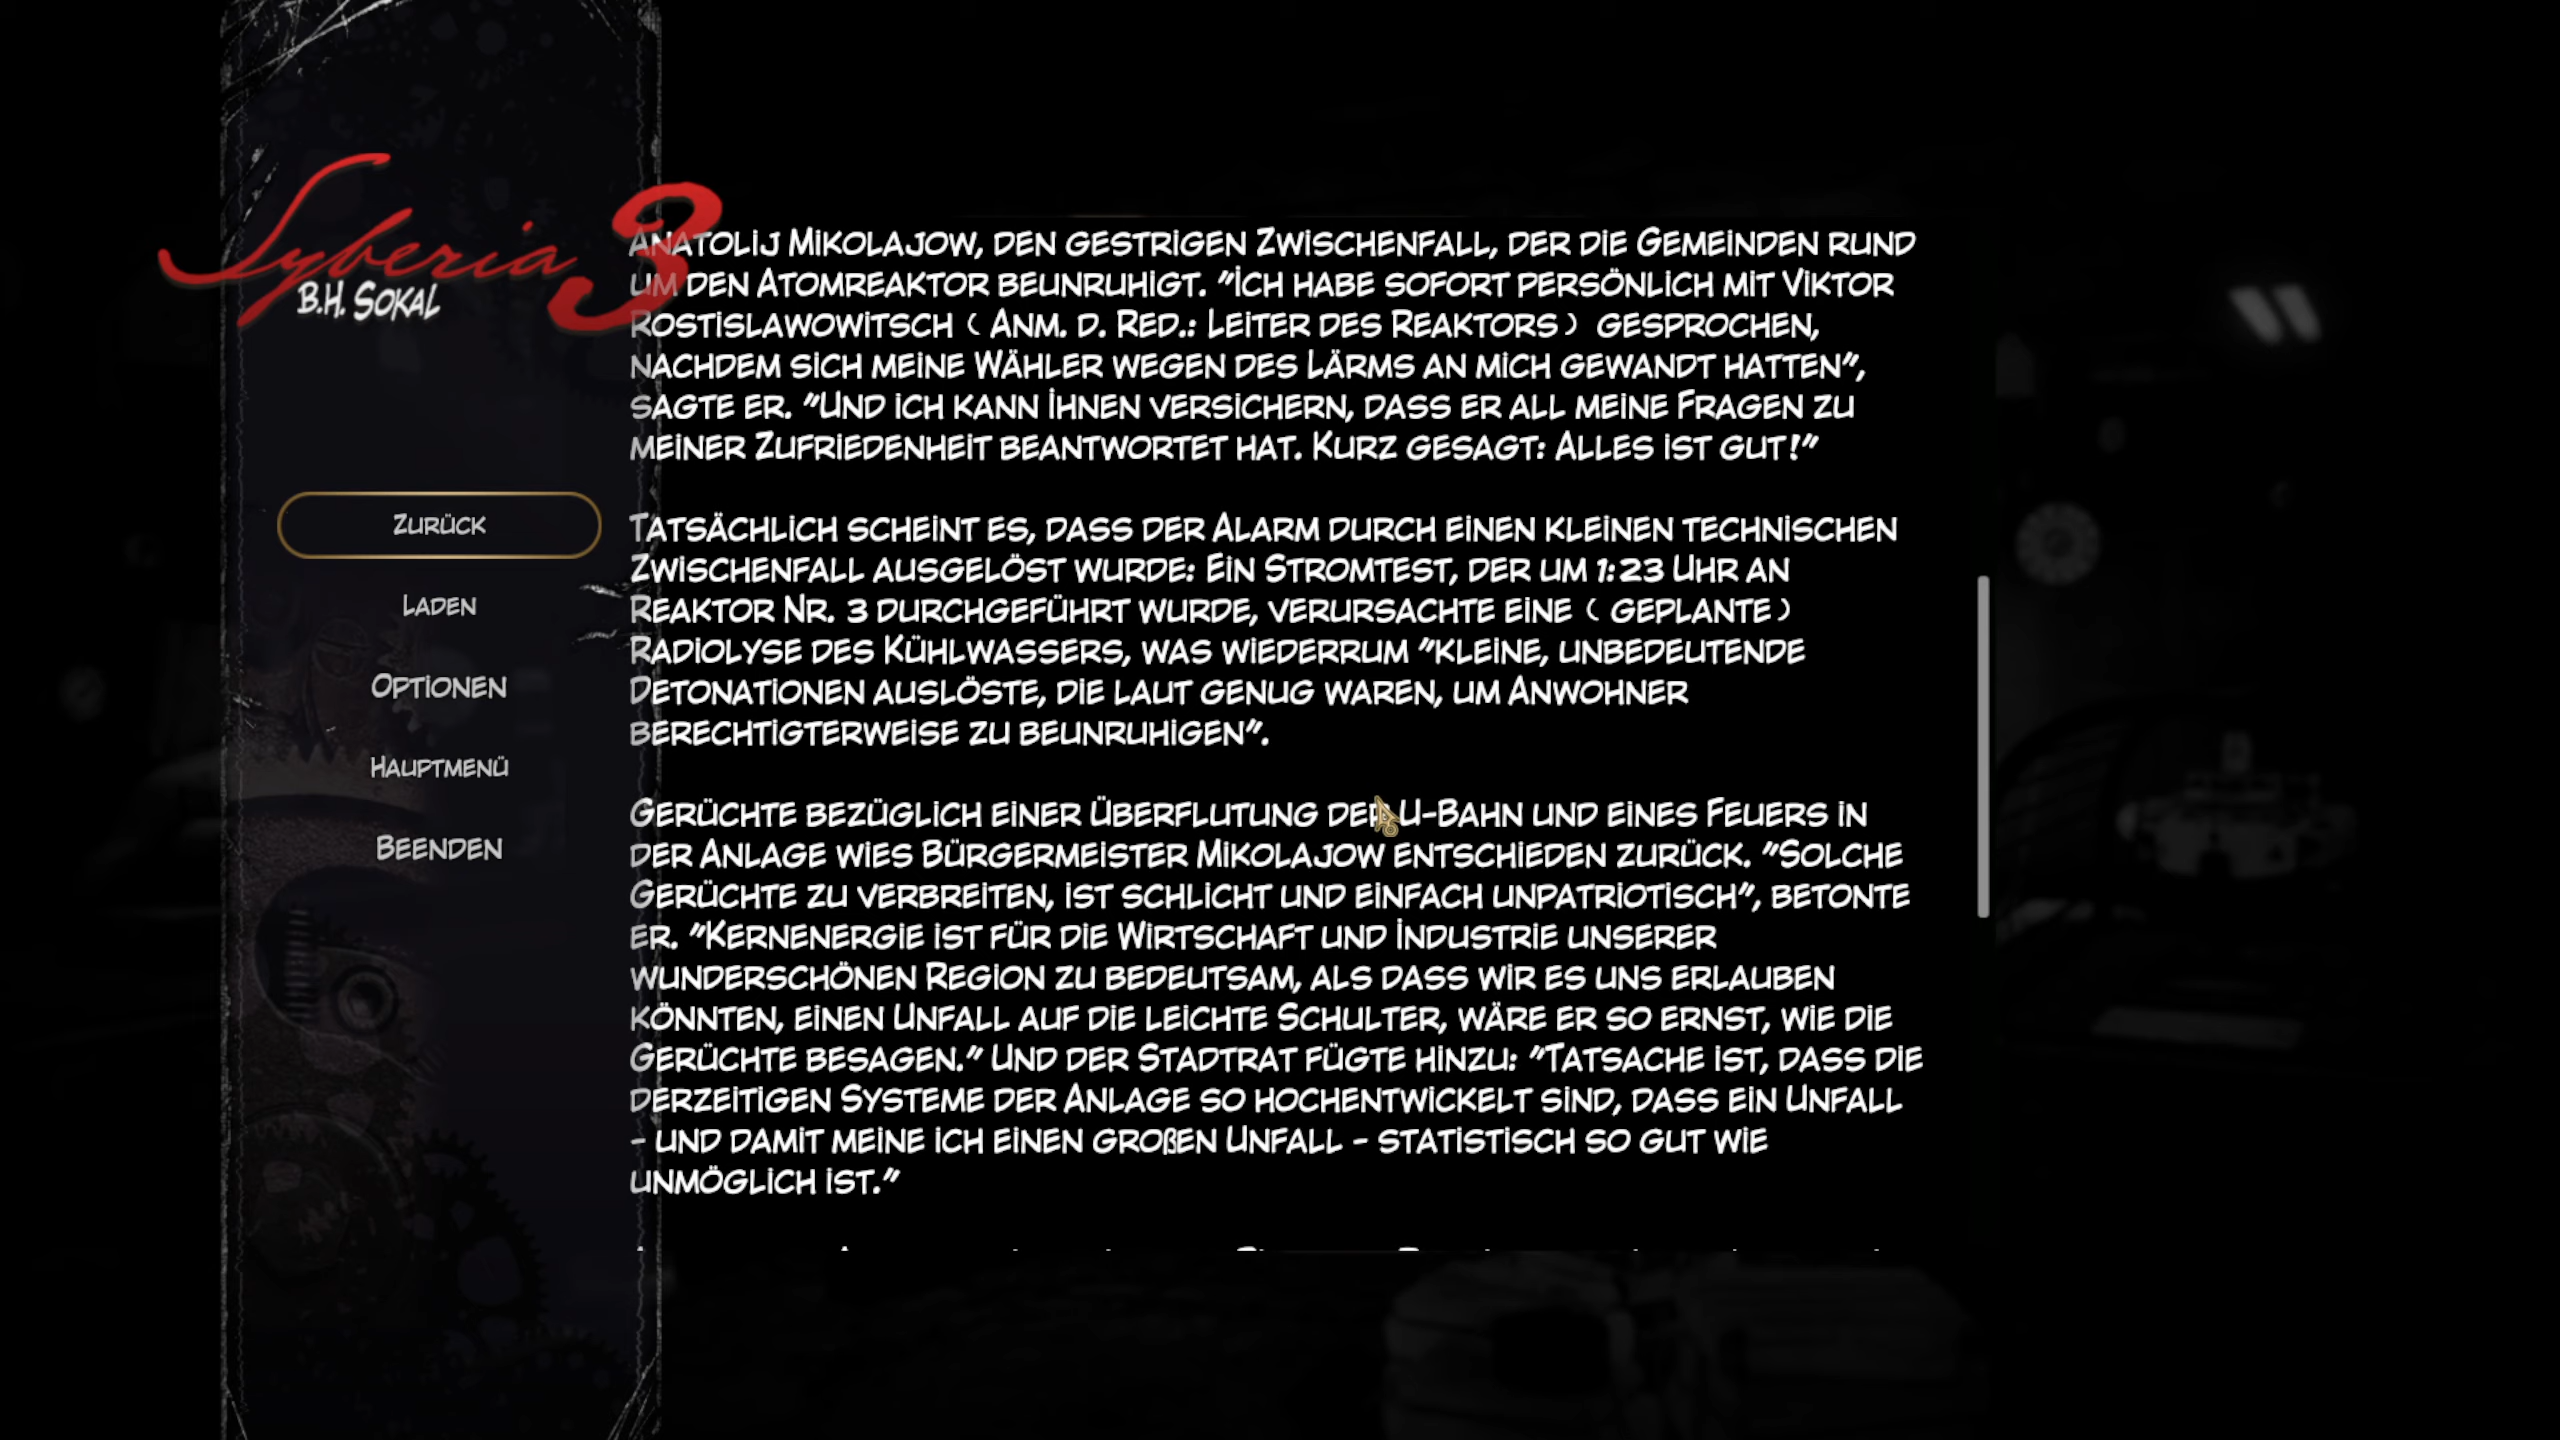 Syberia 3
B.H. Sokal
Zurück
Laden
Optionen
Hauptmenü
Beenden
Anatolij Mikolajow, den gestrigen Zwischenfall, der die Gemeinden rund
um den Atomreaktor beunruhigt. "Ich habe sofort persönlich mit Viktor
Rostislawowitsch ( Anm. d. Red.: Leiter des Reaktors ) gesprochen,
nachdem sich meine Wähler wegen des Lärms an mich gewandt hatten",
sagte er. "Und ich kann Ihnen versichern, dass er all meine Fragen zu
meiner Zufriedenheit beantwortet hat. Kurz gesagt: Alles ist gut!"
Tatsächlich scheint es, dass der Alarm durch einen kleinen technischen
Zwischenfall ausgelöst wurde: Ein Stromtest, der um 1:23 Uhr an
Reaktor Nr. 3 durchgeführt wurde, verursachte eine ( geplante )
Radiolyse des Kühlwassers, was wiederrum "kleine, unbedeutende
Detonationen auslöste, die laut genug waren, um Anwohner
berechtigterweise zu beunruhigen".
Gerüchte bezüglich einer Überflutung der U-Bahn und eines Feuers in
der Anlage wies Bürgermeister Mikolajow entschieden zurück. "Solche
Gerüchte zu verbreiten, ist schlicht und einfach unpatriotisch", betonte
er. "Kernenergie ist für die Wirtschaft und Industrie unserer
wunderschönen Region zu bedeutsam, als dass wir es uns erlauben
könnten, einen Unfall auf die leichte Schulter, wäre er so ernst, wie die
Gerüchte besagen." Und der Stadtrat fügte hinzu: "Tatsache ist, dass die
derzeitigen Systeme der Anlage so hochentwickelt sind, dass ein Unfall
- und damit meine ich einen großen Unfall - statistisch so gut wie
unmöglich ist."